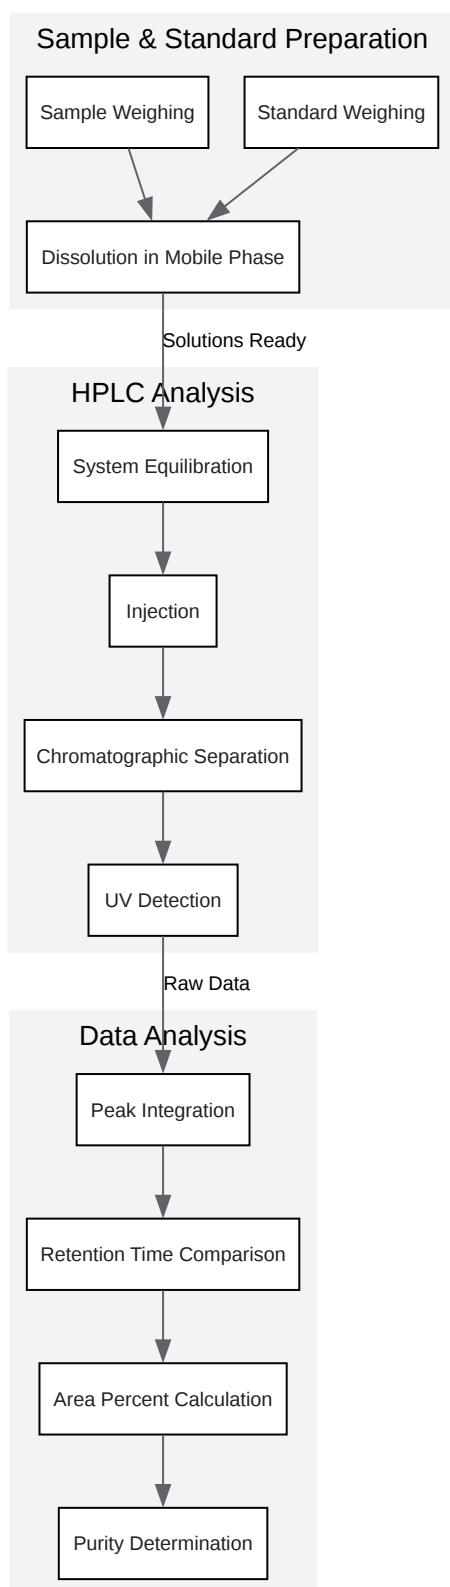 Sample & Standard Preparation
Sample Weighing
Standard Weighing
Dissolution in Mobile Phase
Solutions Ready
HPLC Analysis
System Equilibration
Injection
Chromatographic Separation
UV Detection
Raw Data
Data Analysis
Peak Integration
Retention Time Comparison
Area Percent Calculation
Purity Determination